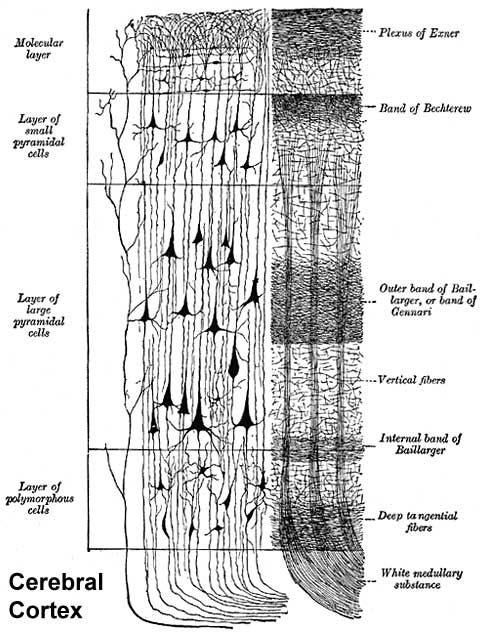 Molecular
layer
Layer of
small
pyramidal
cells
Layer of
large
pyramidal
cells
Layer of
polymorphous
cells
Plexus of Exner
Band of Bechterew
Outer band of Bail-
larger, or band of
Gennari
Vertical fibers
Internal band of
Baillarger
Deep tangential
fibers
White medullary
substance
Cerebral
Cortex